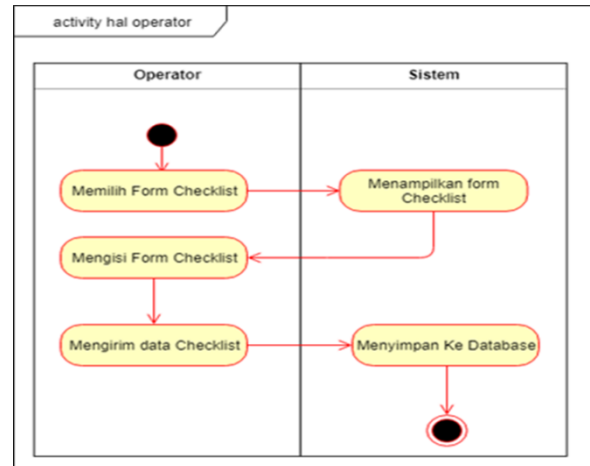 activity hal operator
Operator
Sistem
Memilih Form Checklist
Menampilkan form
Checklist
Mengisi Form Checklist
Mengirim data Checklist
Menyimpan Ke Database